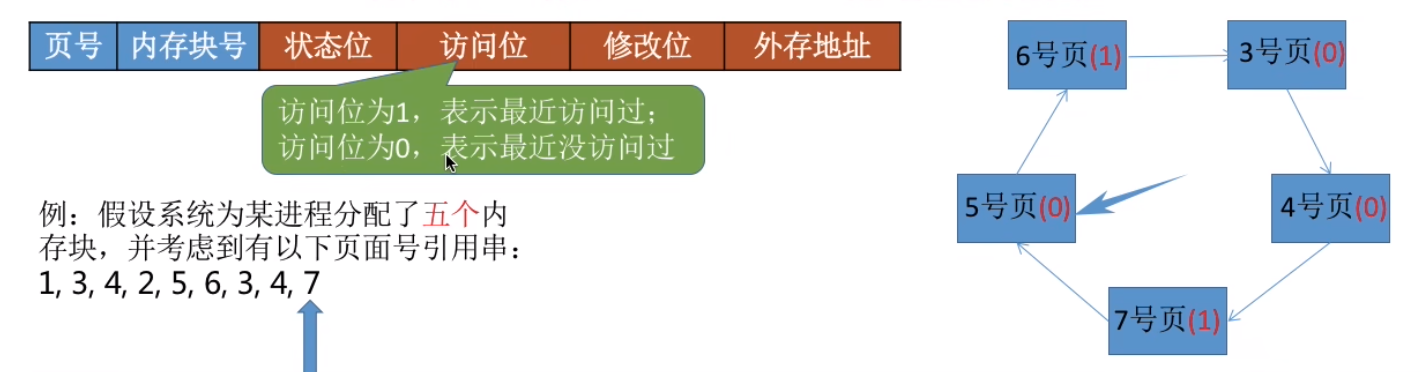 页号 内存块号 状态位 访问位 修改位 外存地址
访问位为1，表示最近访问过；
访问位为0，表示最近没访问过
例：假设系统为某进程分配了五个内
存块，并考虑到有以下页面号引用串：
1, 3, 4, 2, 5, 6, 3, 4, 7
6号页(1)
3号页(0)
5号页(0)
4号页(0)
7号页(1)